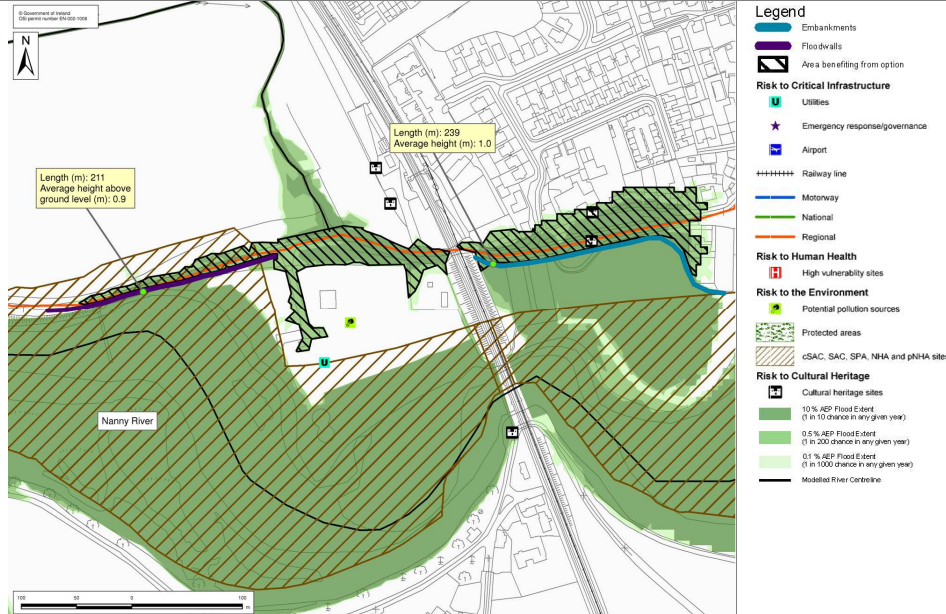 © Government of Ireland
OSi permit number EN-002-1008
N
Length (m): 239
Average height (m): 1.0
Length (m): 211
Average height above
ground level (m): 0.9
U
Nanny River
100 50 0 100
m
Legend
Embankments
Floodwalls
Area benefiting from option
Risk to Critical Infrastructure
U Utilities
Emergency response/governance
Airport
Railway line
Motorway
National
Regional
Risk to Human Health
H High vulnerablity sites
Risk to the Environment
Potential pollution sources
Protected areas
cSAC, SAC, SPA, NHA and pNHA sites
Risk to Cultural Heritage
Cultural heritage sites
10 % AEP Flood Extent
(1 in 10 chance in any given year)
0.5 % AEP Flood Extent
(1 in 200 chance in any given year)
0.1 % AEP Flood Extent
(1 in 1000 chance in any given year)
Modelled River Centreline